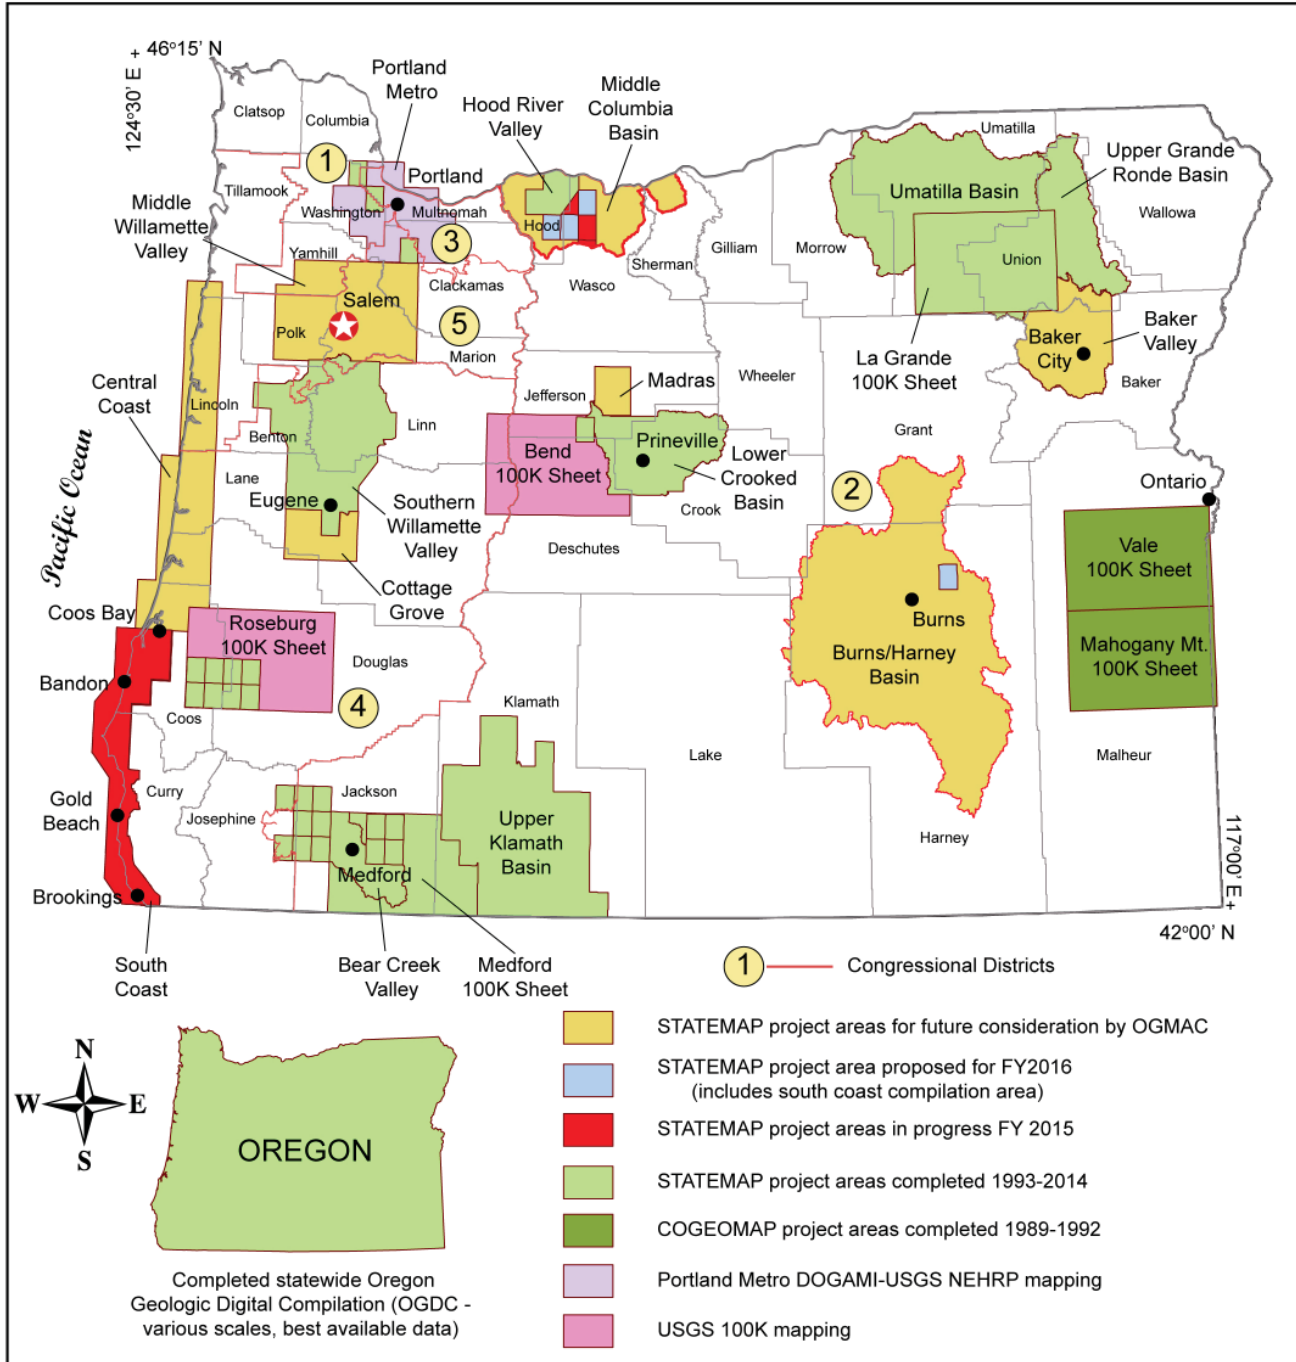 46°15' N
124°30' E
Portland
Metro
Clatsop
Columbia
Hood River
Valley
Middle
Columbia
Basin
Umatilla
Upper Grande
Ronde Basin
1
Portland
Tillamook
Umatilla Basin
Middle
Willamette
Valley
Washington
Multnomah
Hood
Wallowa
3
Yamhill
Gilliam
Morrow
Union
Sherman
Clackamas
Wasco
Salem
Polk
5
Marion
Baker
City
Baker
Valley
La Grande
100K Sheet
Central
Coast
Jefferson
Madras
Wheeler
Baker
Lincoln
Benton
Linn
Grant
Bend
100K Sheet
Prineville
Lower
Crooked
Basin
Pacific Ocean
Lane
Eugene
Southern
Willamette
Valley
Crook
2
Ontario
Deschutes
Vale
100K Sheet
Cottage
Grove
Coos Bay
Roseburg
100K Sheet
Burns
Douglas
Burns/Harney
Basin
Mahogany Mt.
100K Sheet
Bandon
4
Klamath
Coos
Lake
Malheur
Curry
Jackson
Gold
Beach
Josephine
Upper
Klamath
Basin
Harney
117°00' E
Medford
Brookings
42°00' N
South
Coast
Bear Creek
Valley
Medford
100K Sheet
1
Congressional Districts
STATEMAP project areas for future consideration by OGMAC
STATEMAP project area proposed for FY2016
(includes south coast compilation area)
STATEMAP project areas in progress FY 2015
STATEMAP project areas completed 1993-2014
COGEOMAP project areas completed 1989-1992
Portland Metro DOGAMI-USGS NEHRP mapping
USGS 100K mapping
N
W
E
S
OREGON
Completed statewide Oregon
Geologic Digital Compilation (OGDC -
various scales, best available data)